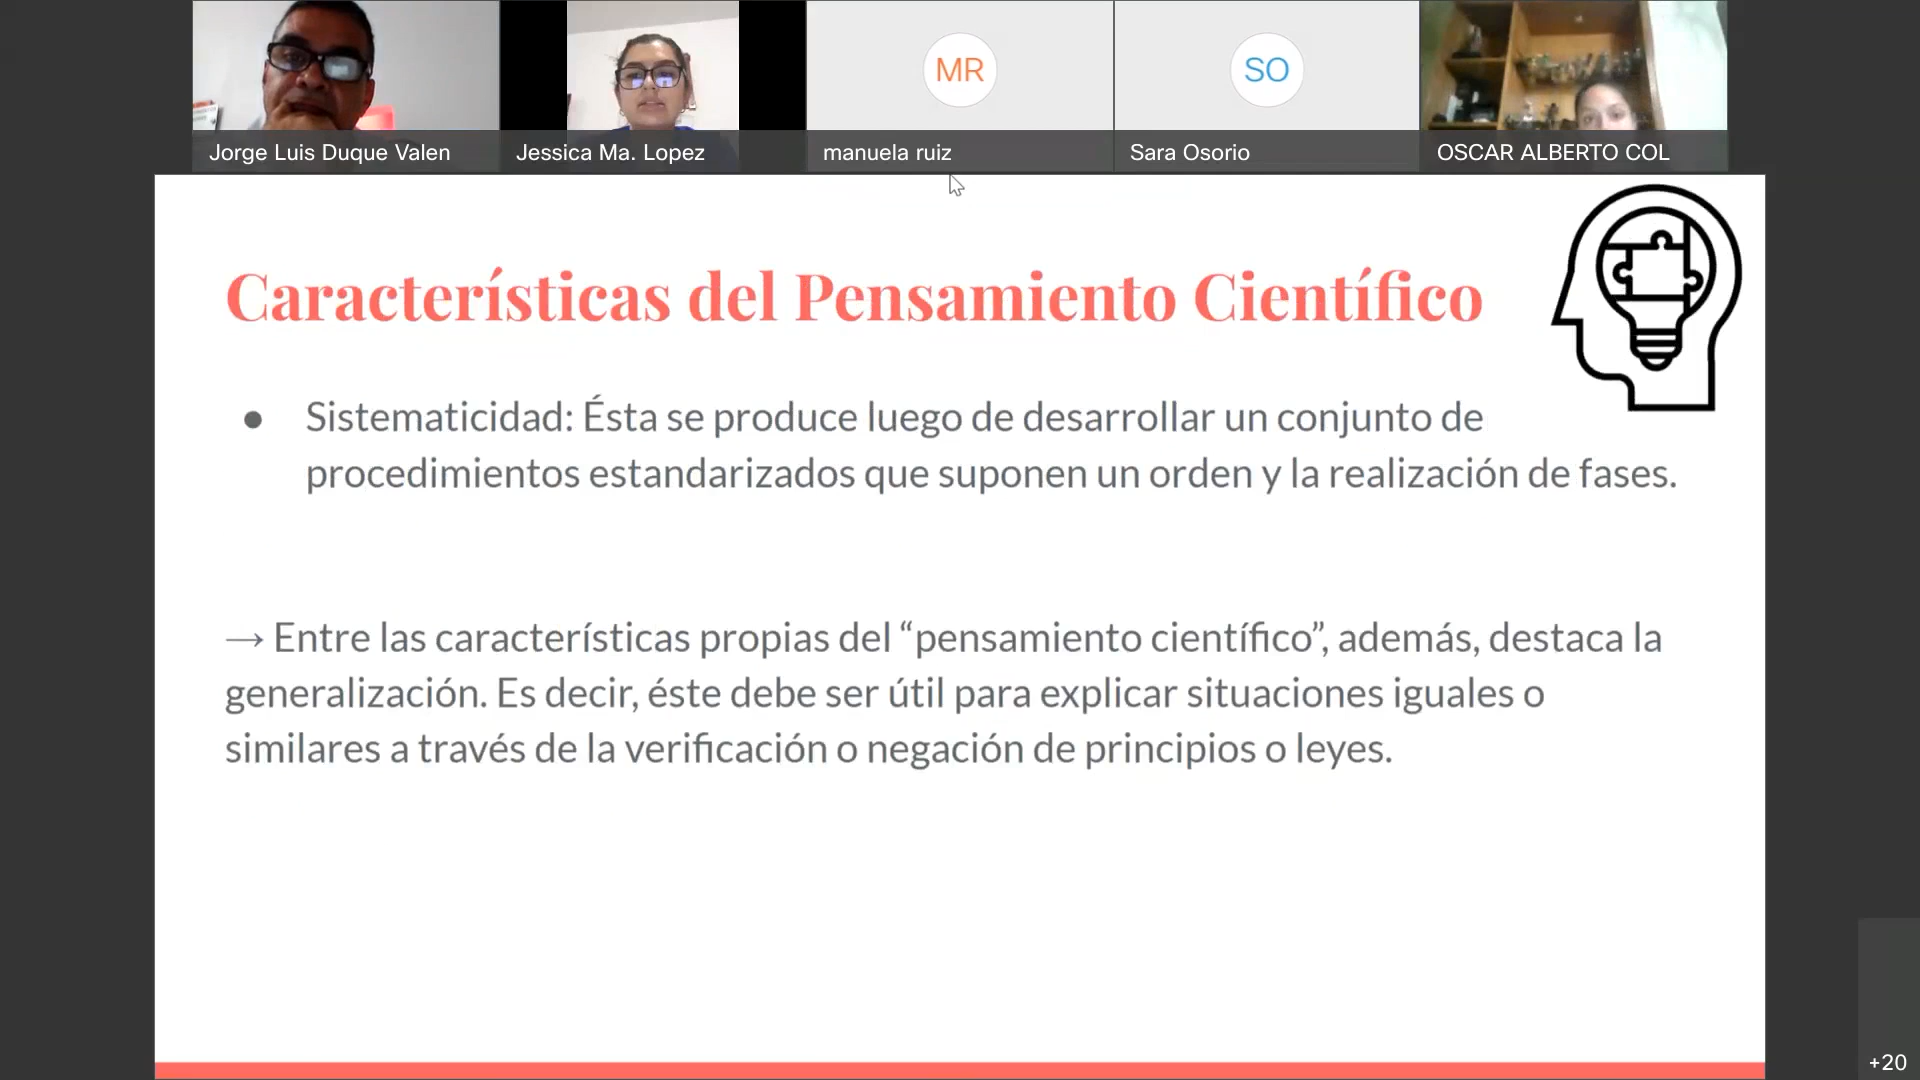 Jorge Luis Duque Valen
Jessica Ma. Lopez
MR
manuela ruiz
SO
Sara Osorio
OSCAR ALBERTO COL
Características del Pensamiento Científico
● Sistematicidad: Ésta se produce luego de desarrollar un conjunto de
procedimientos estandarizados que suponen un orden y la realización de fases.
→ Entre las características propias del “pensamiento científico”, además, destaca la
generalización. Es decir, éste debe ser útil para explicar situaciones iguales o
similares a través de la verificación o negación de principios o leyes.
+20